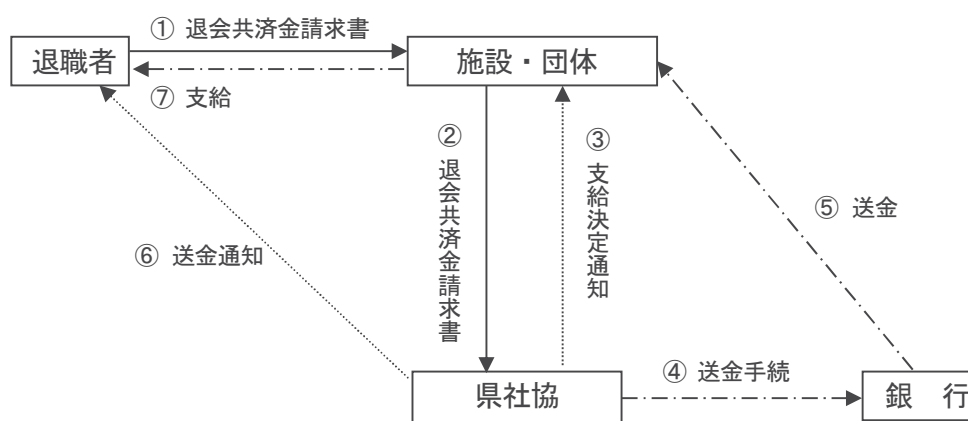 ① 退会共済金請求書
退職者
施設・団体
⑦ 支給
② 退会共済金請求書
③ 支給決定通知
⑤ 送金
⑥ 送金通知
④ 送金手続
県社協
銀　行